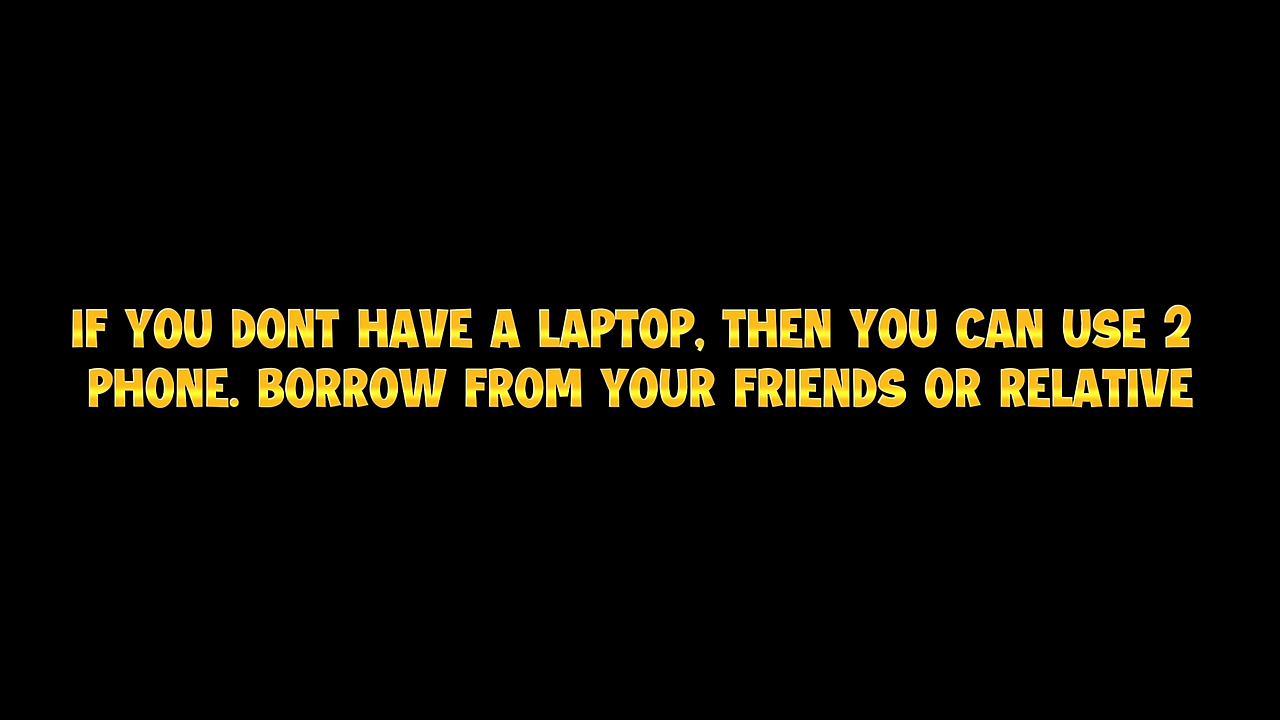 IF YOU DONT HAVE A LAPTOP, THEN YOU CAN USE 2
PHONE. BORROW FROM YOUR FRIENDS OR RELATIVE